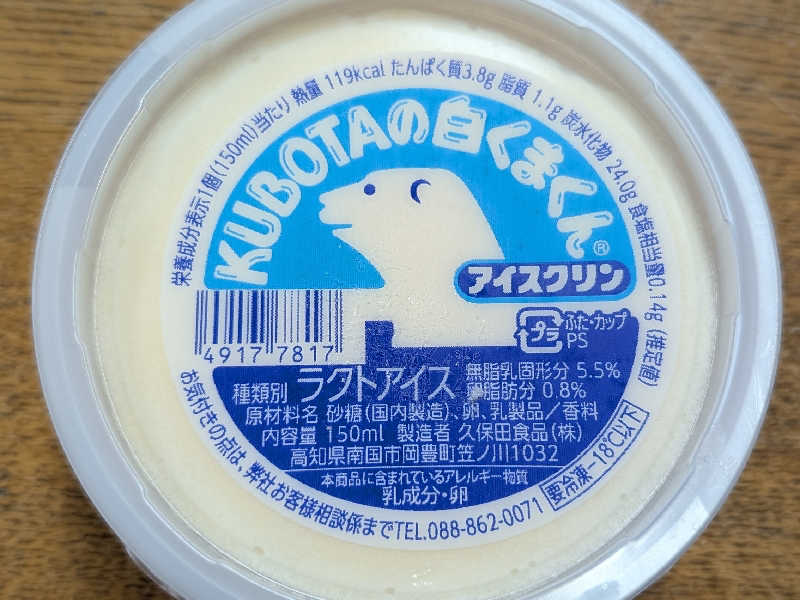 栄養成分表示1個(150ml)当たり 熱量 119kcal たんぱく質3.8g 脂質 1.1g 炭水化物 24.0g 食塩相当量0.14g (推定値)
KUBOTAの白くまくん®
アイスクリン
プラ
ふた・カップ
PS
4917 7817
種類別 ラクトアイス
無脂乳固形分 5.5%
卵脂肪分 0.8%
原材料名 砂糖(国内製造)、卵、乳製品/香料
内容量 150ml 製造者 久保田食品(株)
高知県南国市岡豊町笠ノ川1032
本商品に含まれているアレルギー物質
乳成分・卵
お気付きの点は、弊社お客様相談係までTEL.088-862-0071
要冷凍-18℃以下